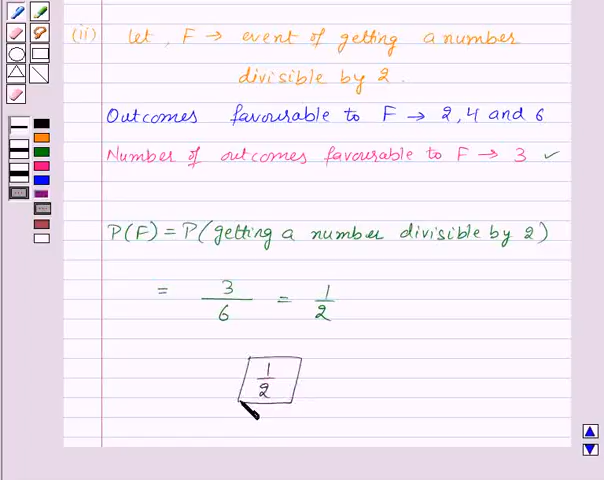 (ii) Let, F → event of getting a number
divisible by 2.
Outcomes favourable to F → 2, 4 and 6
Number of outcomes favourable to F → 3 ✓
P(F) = P(getting a number divisible by 2)
= 3/6 = 1/2
1/2